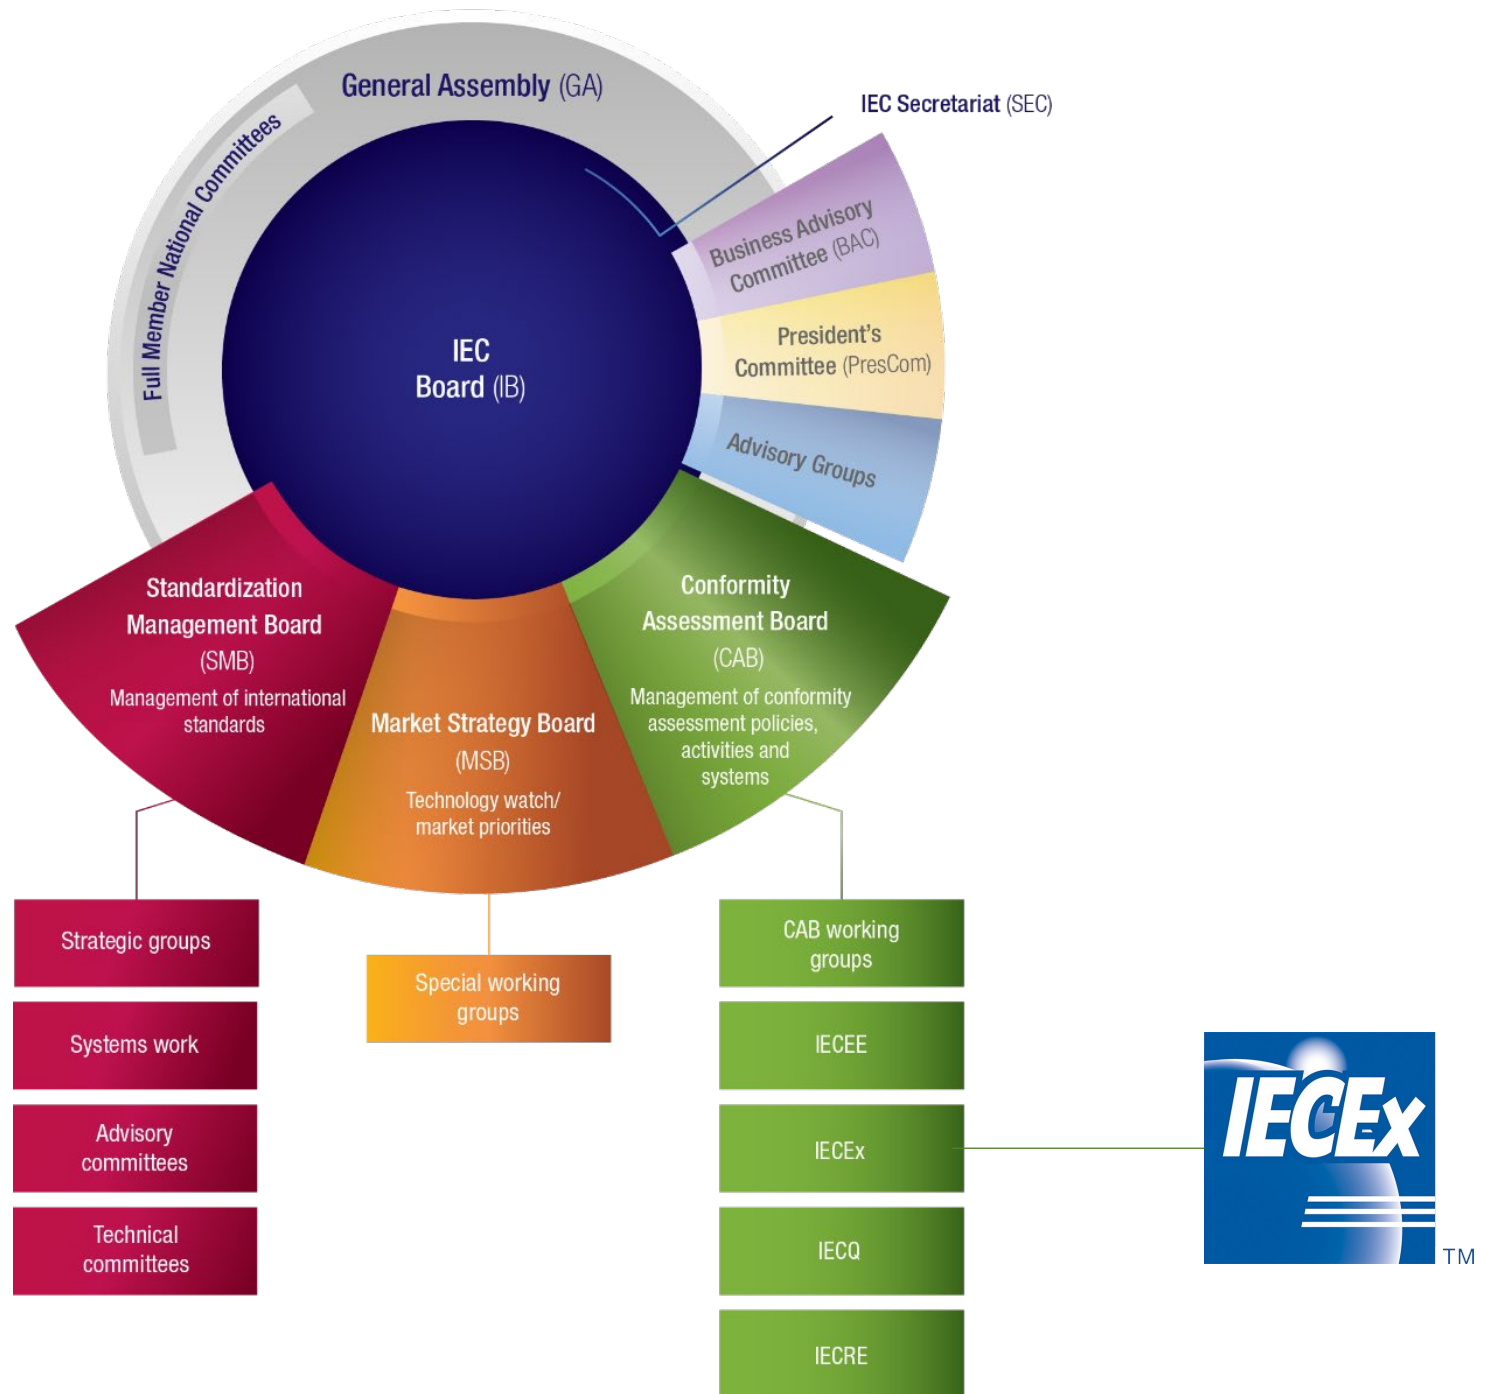 General Assembly (GA)
Full Member National Committees
IEC Secretariat (SEC)
Business Advisory
Committee (BAC)
President's
Committee (PresCom)
Advisory Groups
IEC
Board (IB)
Standardization
Management Board
(SMB)
Management of international
standards
Market Strategy Board
(MSB)
Technology watch/
market priorities
Conformity
Assessment Board
(CAB)
Management of conformity
assessment policies,
activities and
systems
Strategic groups
Systems work
Advisory
committees
Technical
committees
Special working
groups
CAB working
groups
IECEE
IECEx
IECQ
IECRE
IECEx
TM